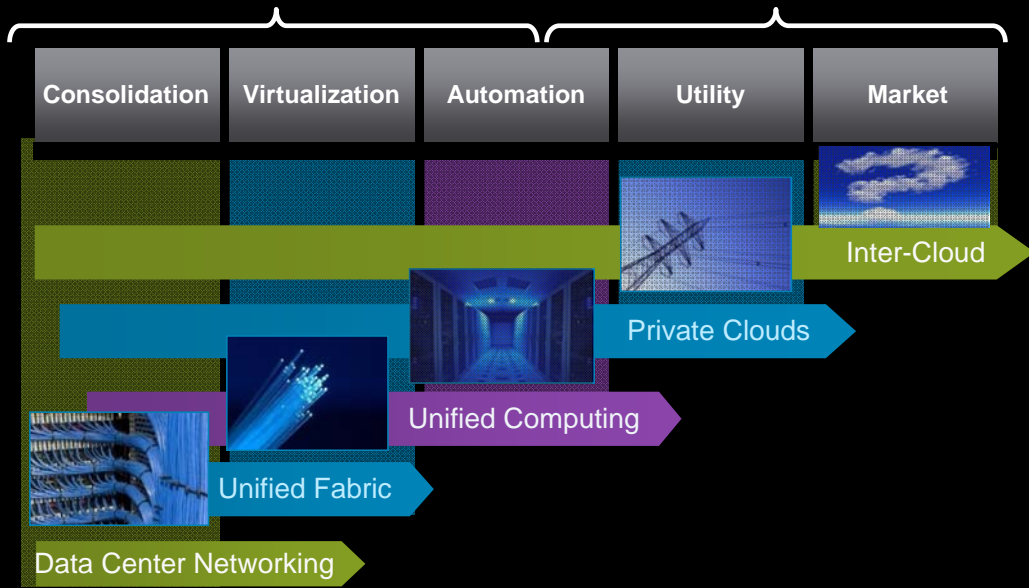 Consolidation
Virtualization
Automation
Utility
Market
Inter-Cloud
Private Clouds
Unified Computing
Unified Fabric
Data Center Networking